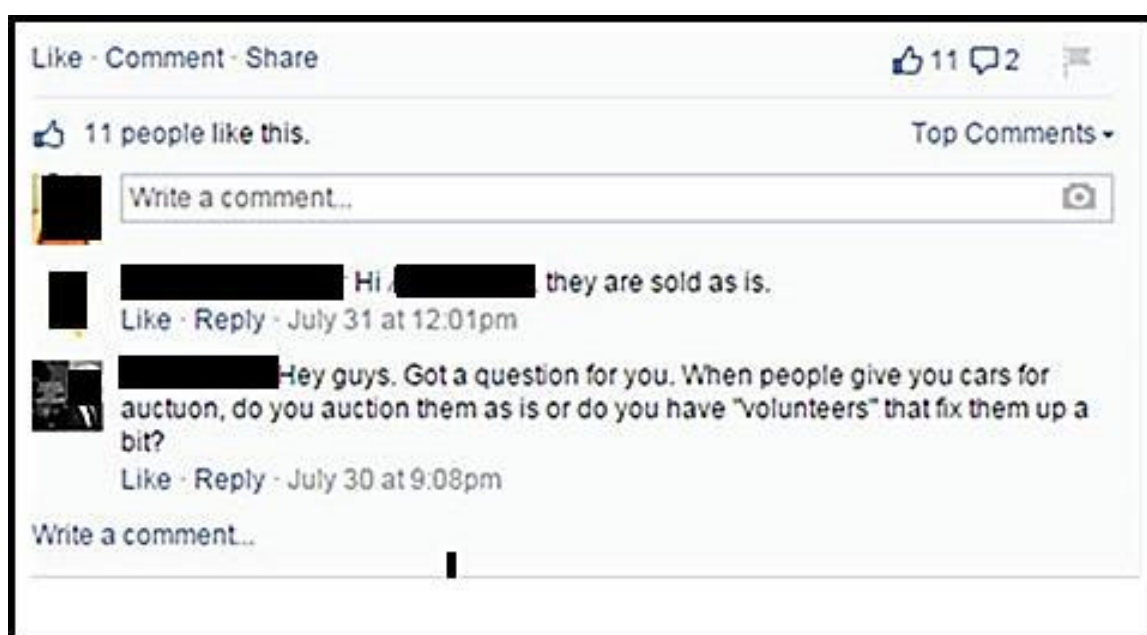 Like · Comment · Share 11 2
11 people like this. Top Comments
Write a comment...
Hi they are sold as is.
Like · Reply · July 31 at 12:01pm
Hey guys. Got a question for you. When people give you cars for
auctuon, do you auction them as is or do you have "volunteers" that fix them up a
bit?
Like · Reply · July 30 at 9:08pm
Write a comment...